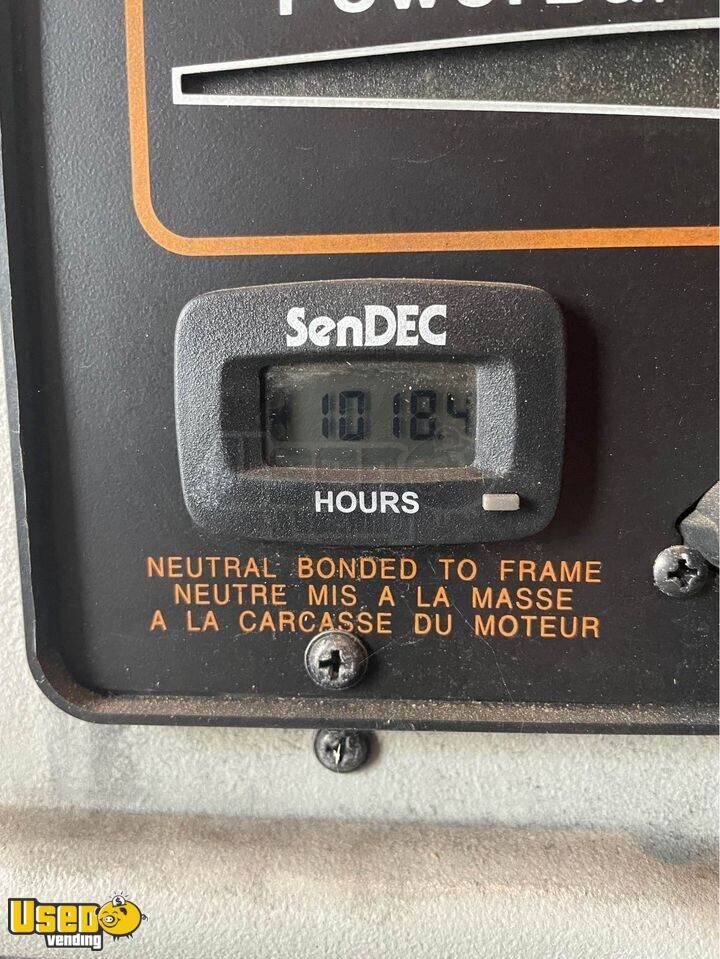 SenDEC
1018.4
HOURS
NEUTRAL BONDED TO FRAME
NEUTRE MIS A LA MASSE
A LA CARCASSE DU MOTEUR
Used
vending